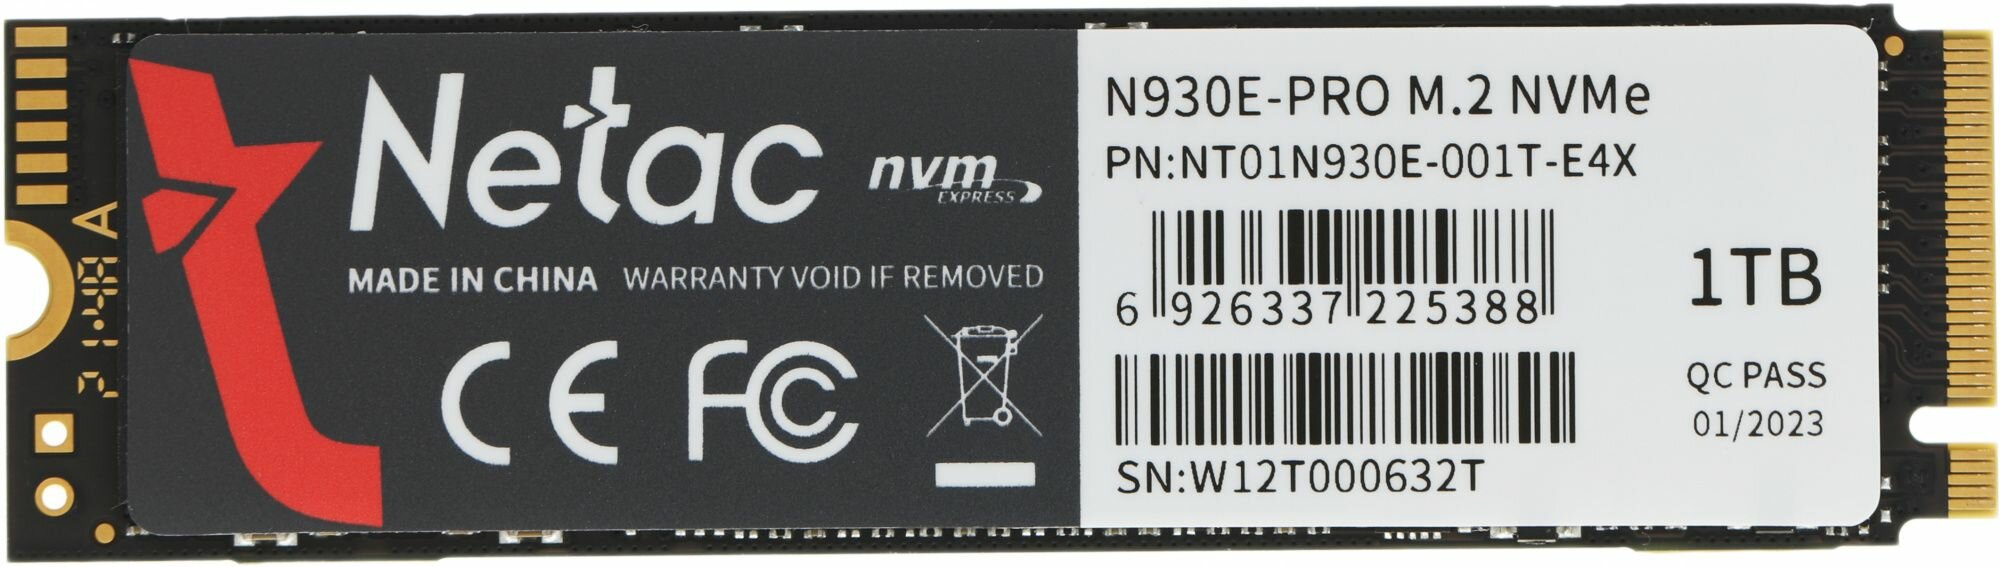 Netac
nvm
EXPRESS
MADE IN CHINA WARRANTY VOID IF REMOVED
CE FC
N930E-PRO M.2 NVMe
PN:NT01N930E-001T-E4X
6 926337 225388
1TB
QC PASS
01/2023
SN:W12T000632T